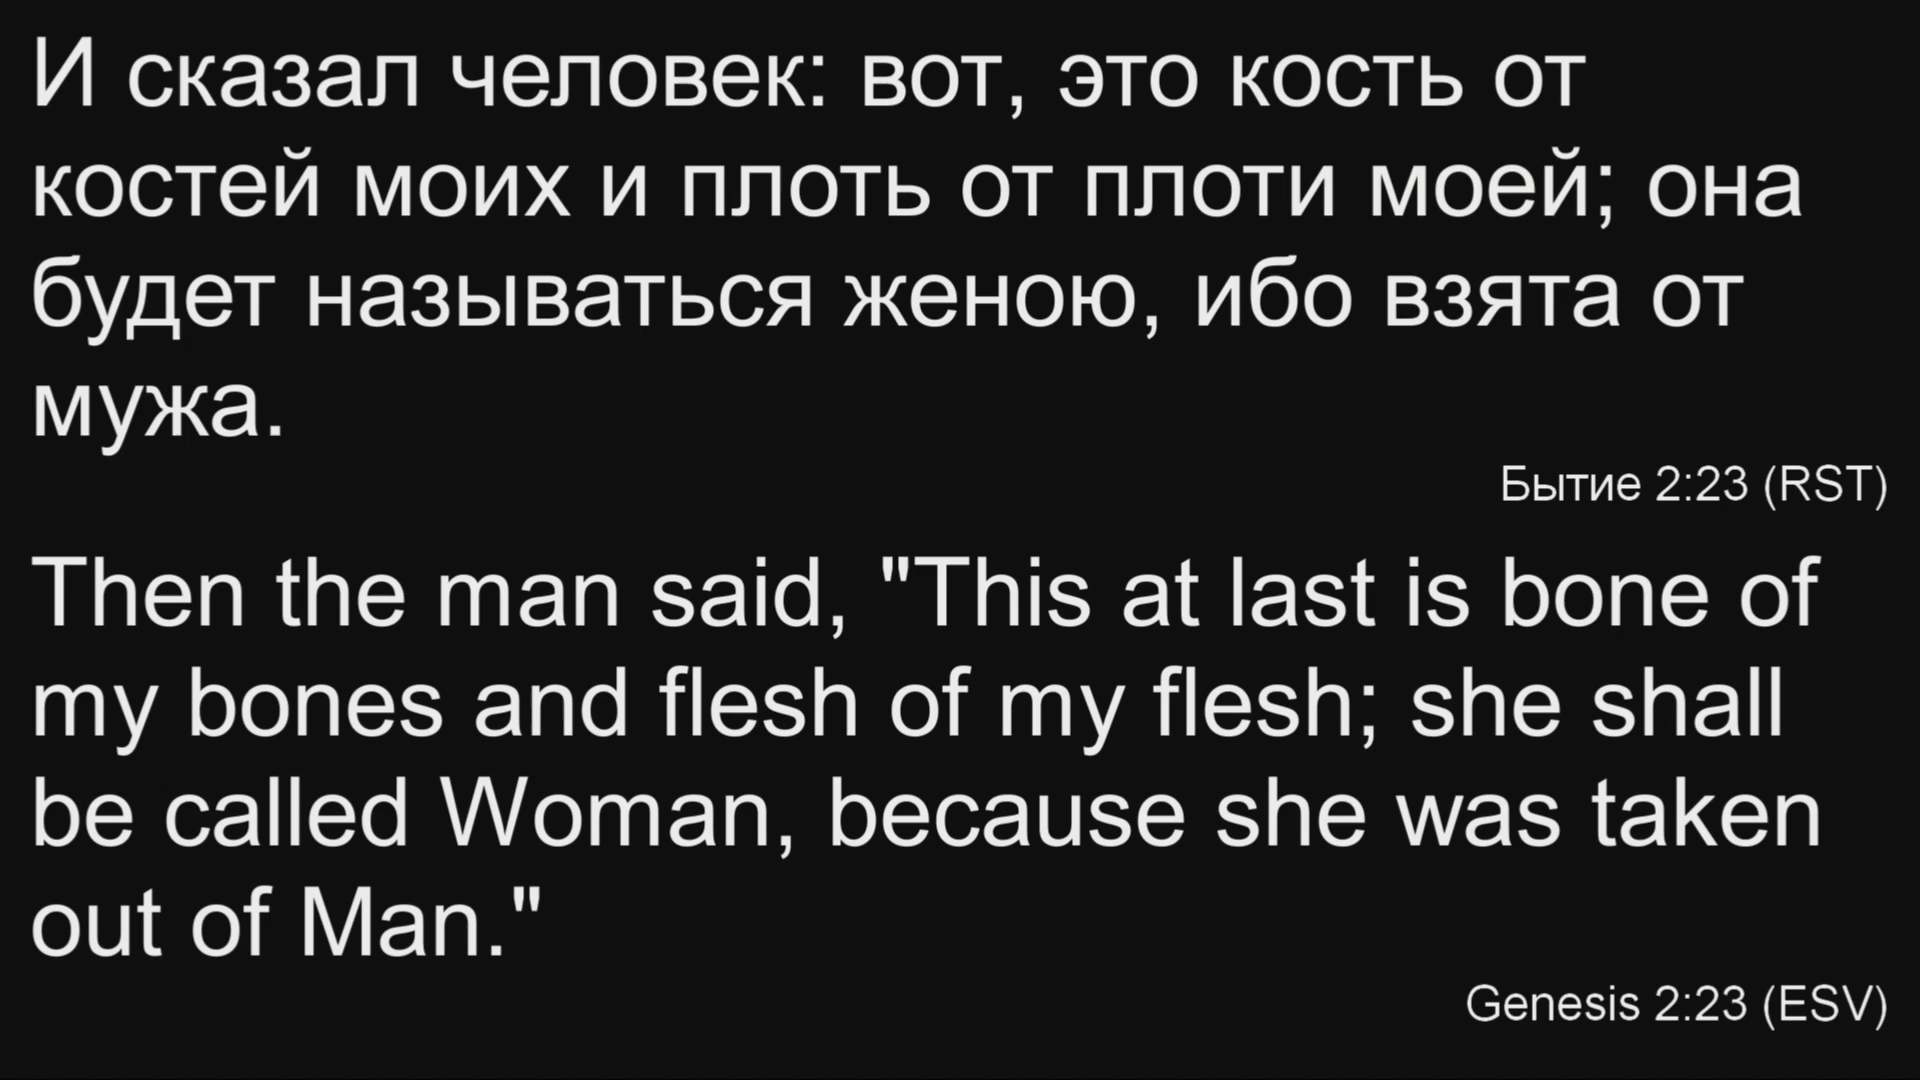 И сказал человек: вот, это кость от
костей моих и плоть от плоти моей; она
будет называться женою, ибо взята от
мужа.
Бытие 2:23 (RST)
Then the man said, "This at last is bone of
my bones and flesh of my flesh; she shall
be called Woman, because she was taken
out of Man."
Genesis 2:23 (ESV)